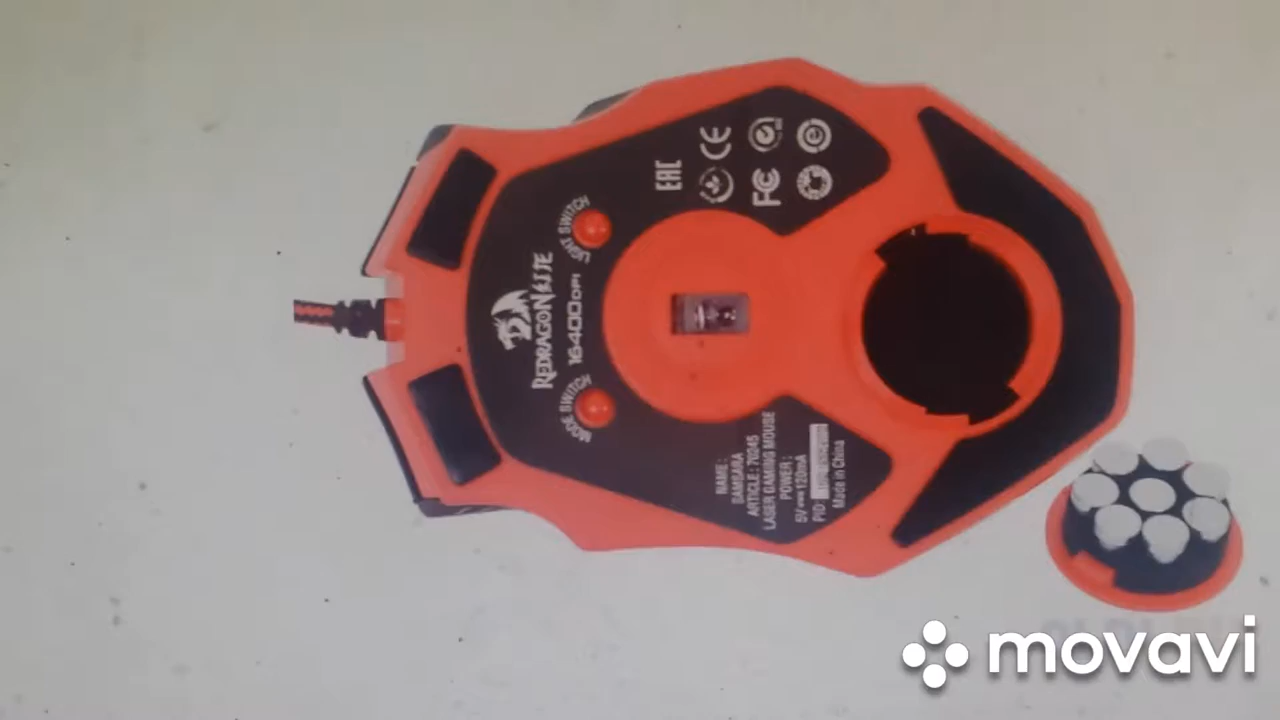 LIGHT SWITCH
REDRAGON
16400DPI
MODE SWITCH
EAC
CE
FC
e
NAME :
SAMSARA
ARTICLE : 70245
LASER GAMING MOUSE
POWER :
5V 120mA
PID:
Made in China
movavi